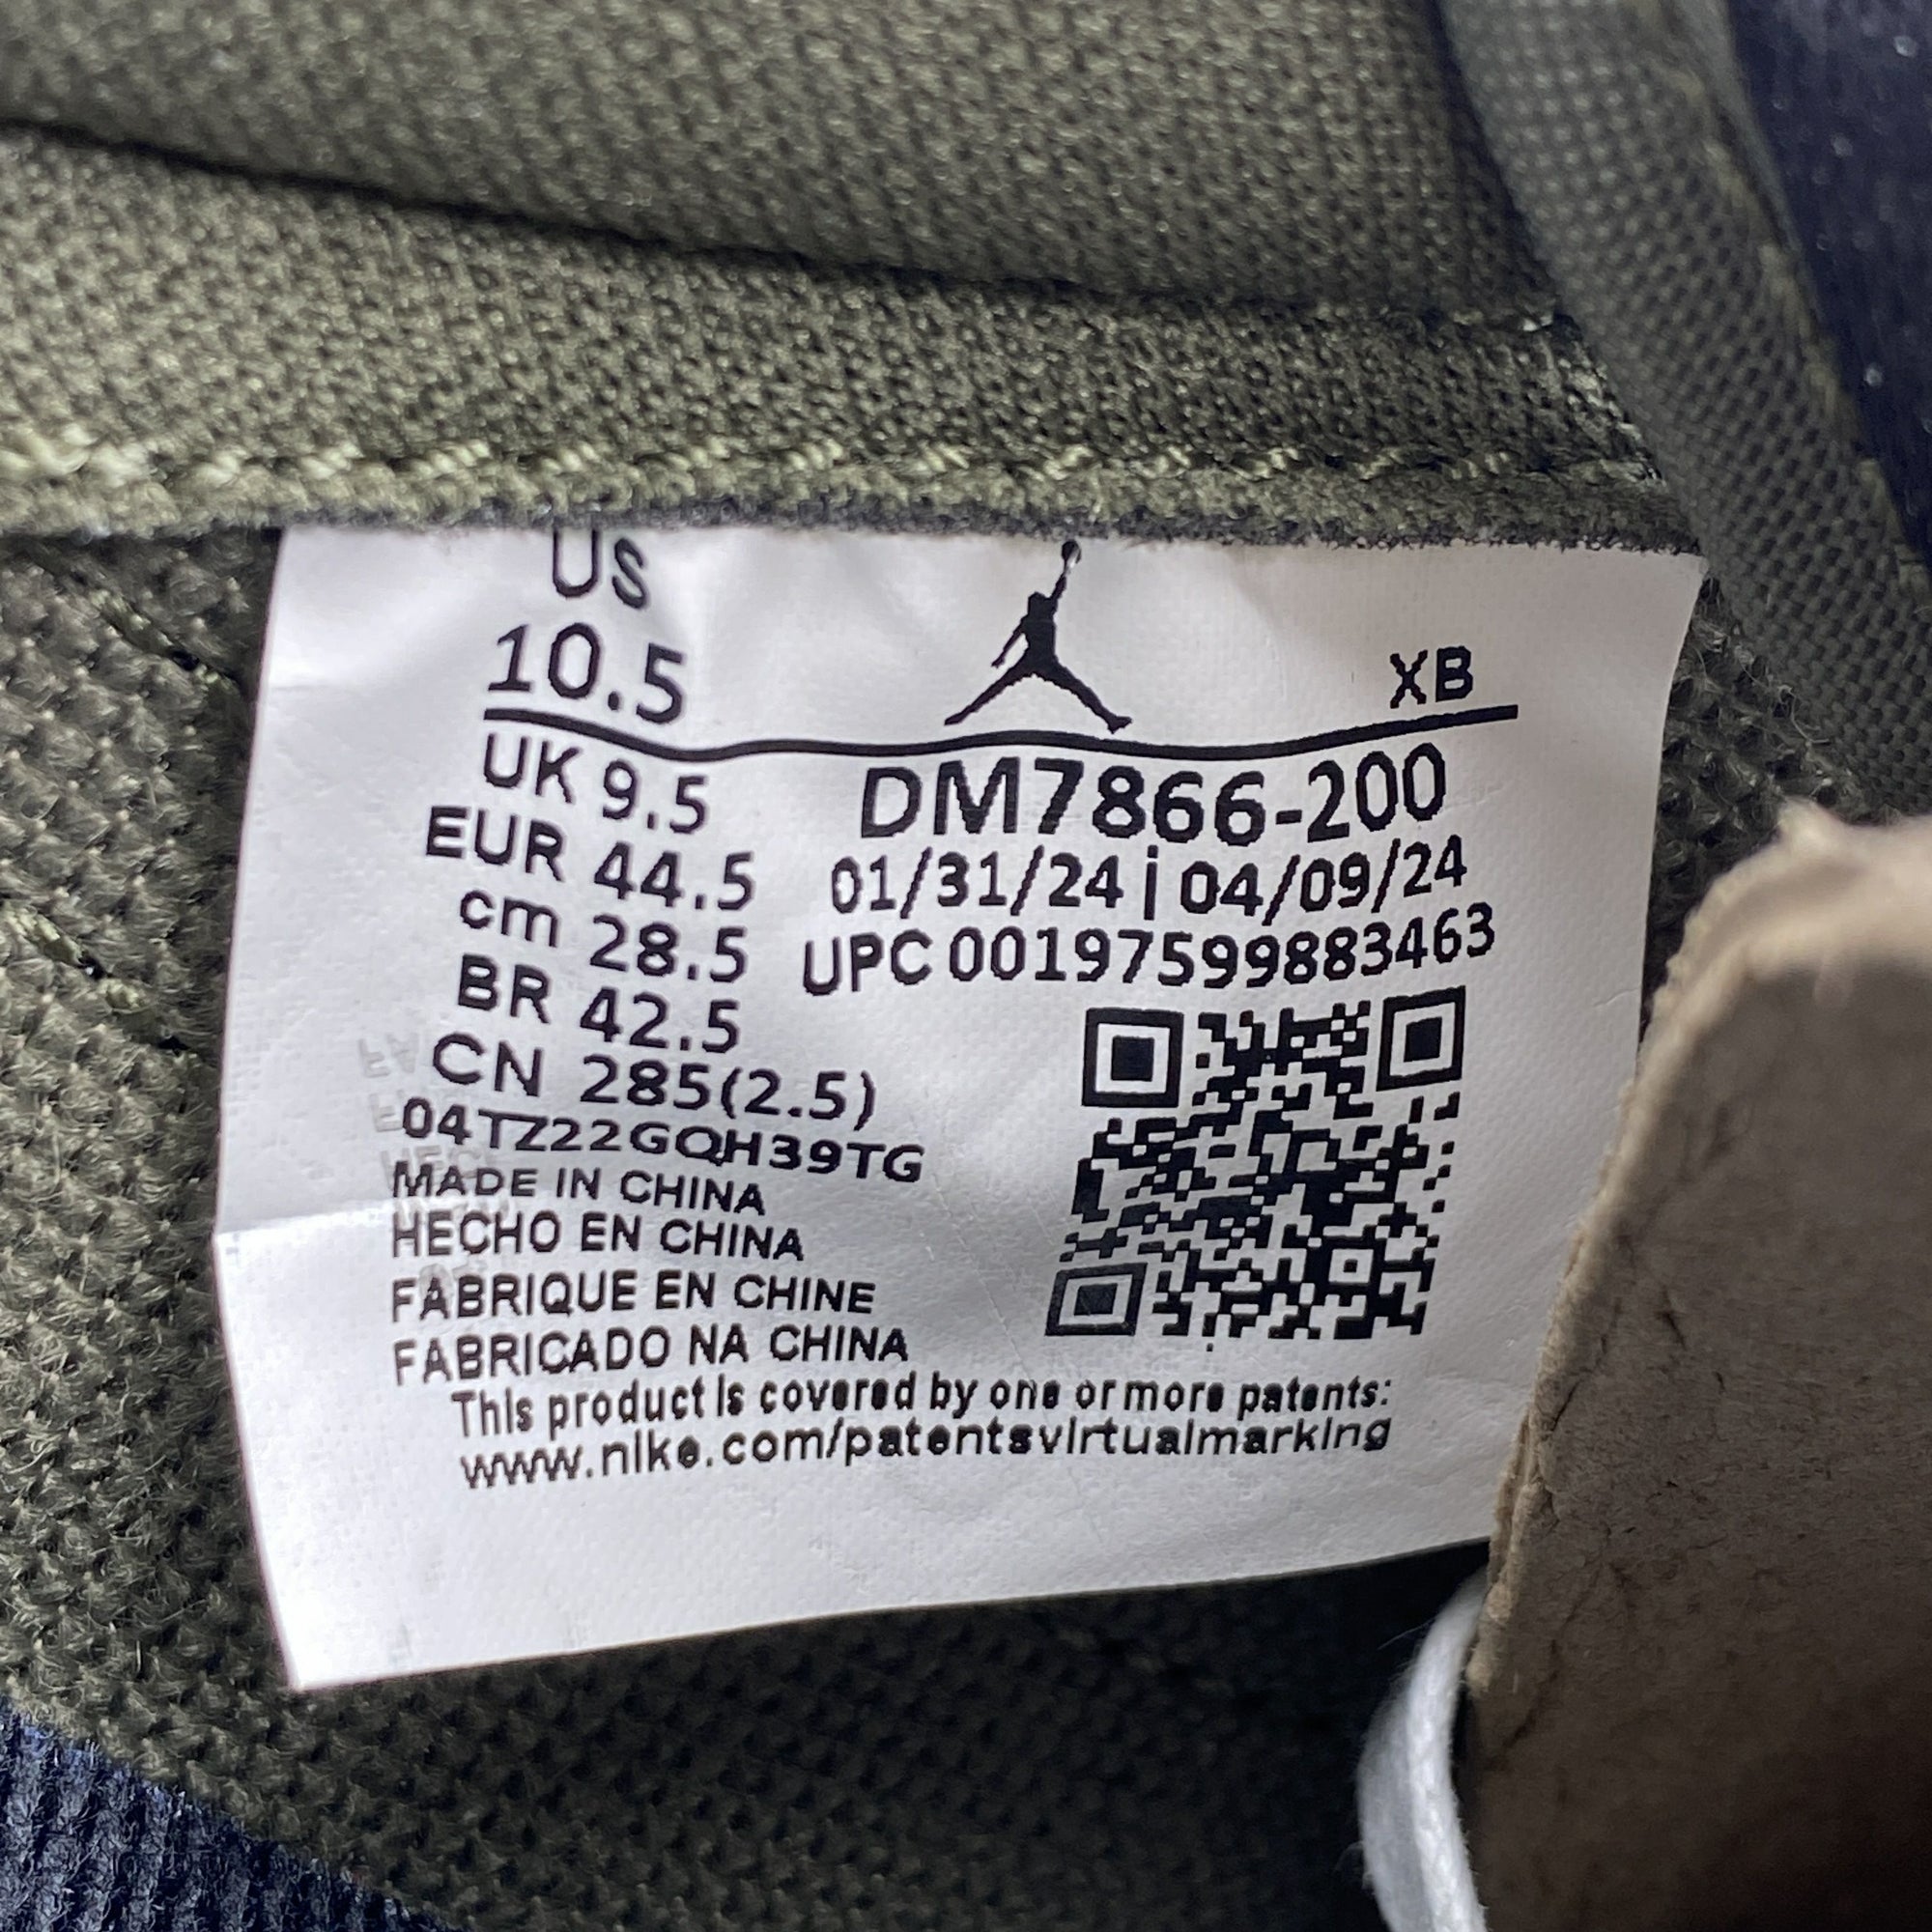 US
10.5
XB
UK 9.5
EUR 44.5
cm 28.5
BR 42.5
CN 285(2.5)
DM7866-200
01/31/24 | 04/09/24
UPC 00197599883463
04TZ22GQH39TG
MADE IN CHINA
HECHO EN CHINA
FABRIQUE EN CHINE
FABRICADO NA CHINA
This product is covered by one or more patents:
www.nike.com/patentsvirtualmarking